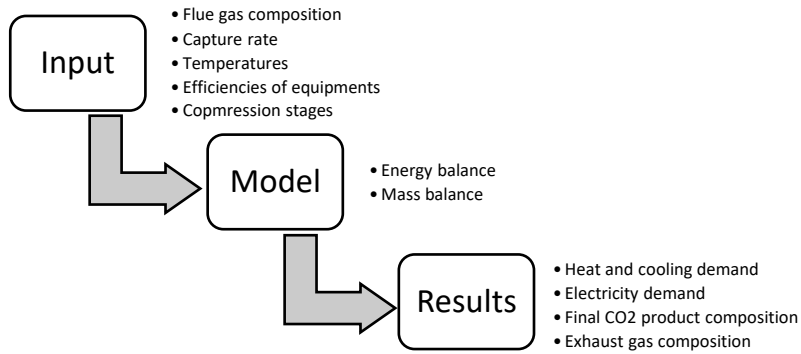 Input
• Flue gas composition
• Capture rate
• Temperatures
• Efficiencies of equipments
• Copmression stages
Model
• Energy balance
• Mass balance
Results
• Heat and cooling demand
• Electricity demand
• Final CO2 product composition
• Exhaust gas composition